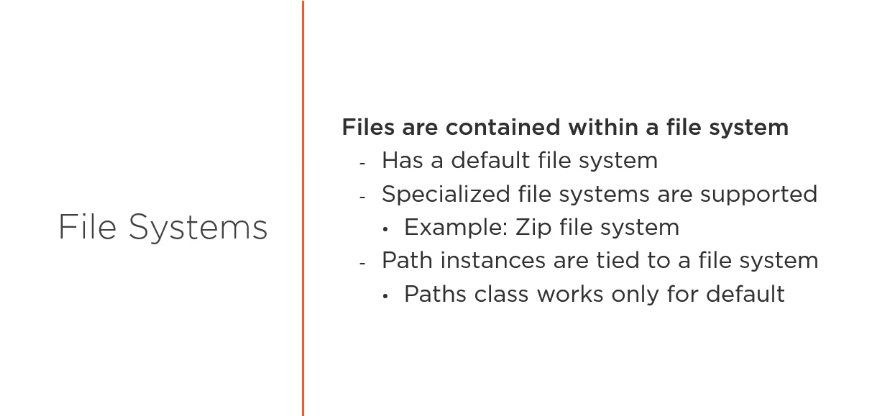 File Systems
Files are contained within a file system
- Has a default file system
- Specialized file systems are supported
• Example: Zip file system
- Path instances are tied to a file system
• Paths class works only for default